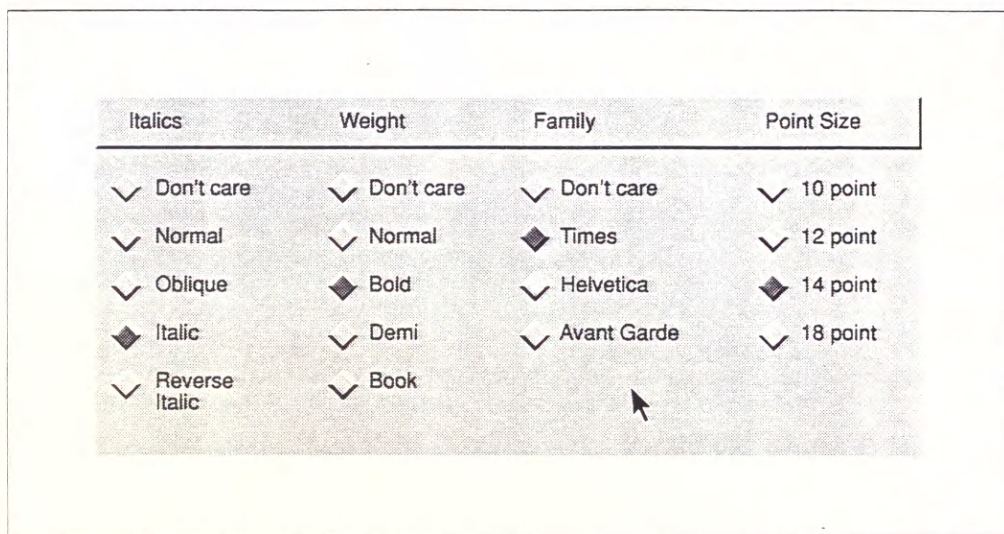 Italics Weight Family Point Size
Don't care Don't care Don't care 10 point
Normal Normal Times 12 point
Oblique Bold Helvetica 14 point
Italic Demi Avant Garde 18 point
Reverse Book
Italic